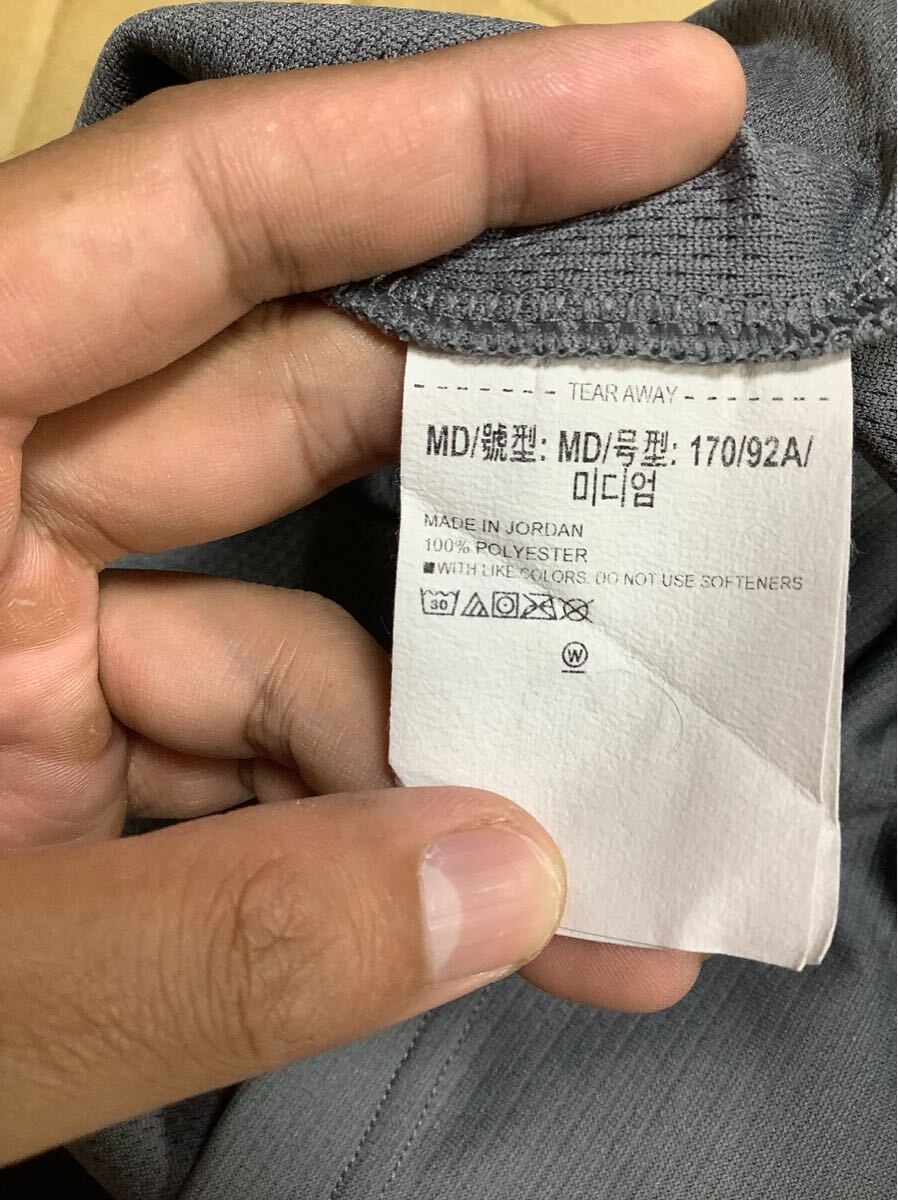 TEAR AWAY
MD/號型: MD/号型: 170/92A/
미디엄
MADE IN JORDAN
100% POLYESTER
WITH LIKE COLORS. DO NOT USE SOFTENERS
30
W